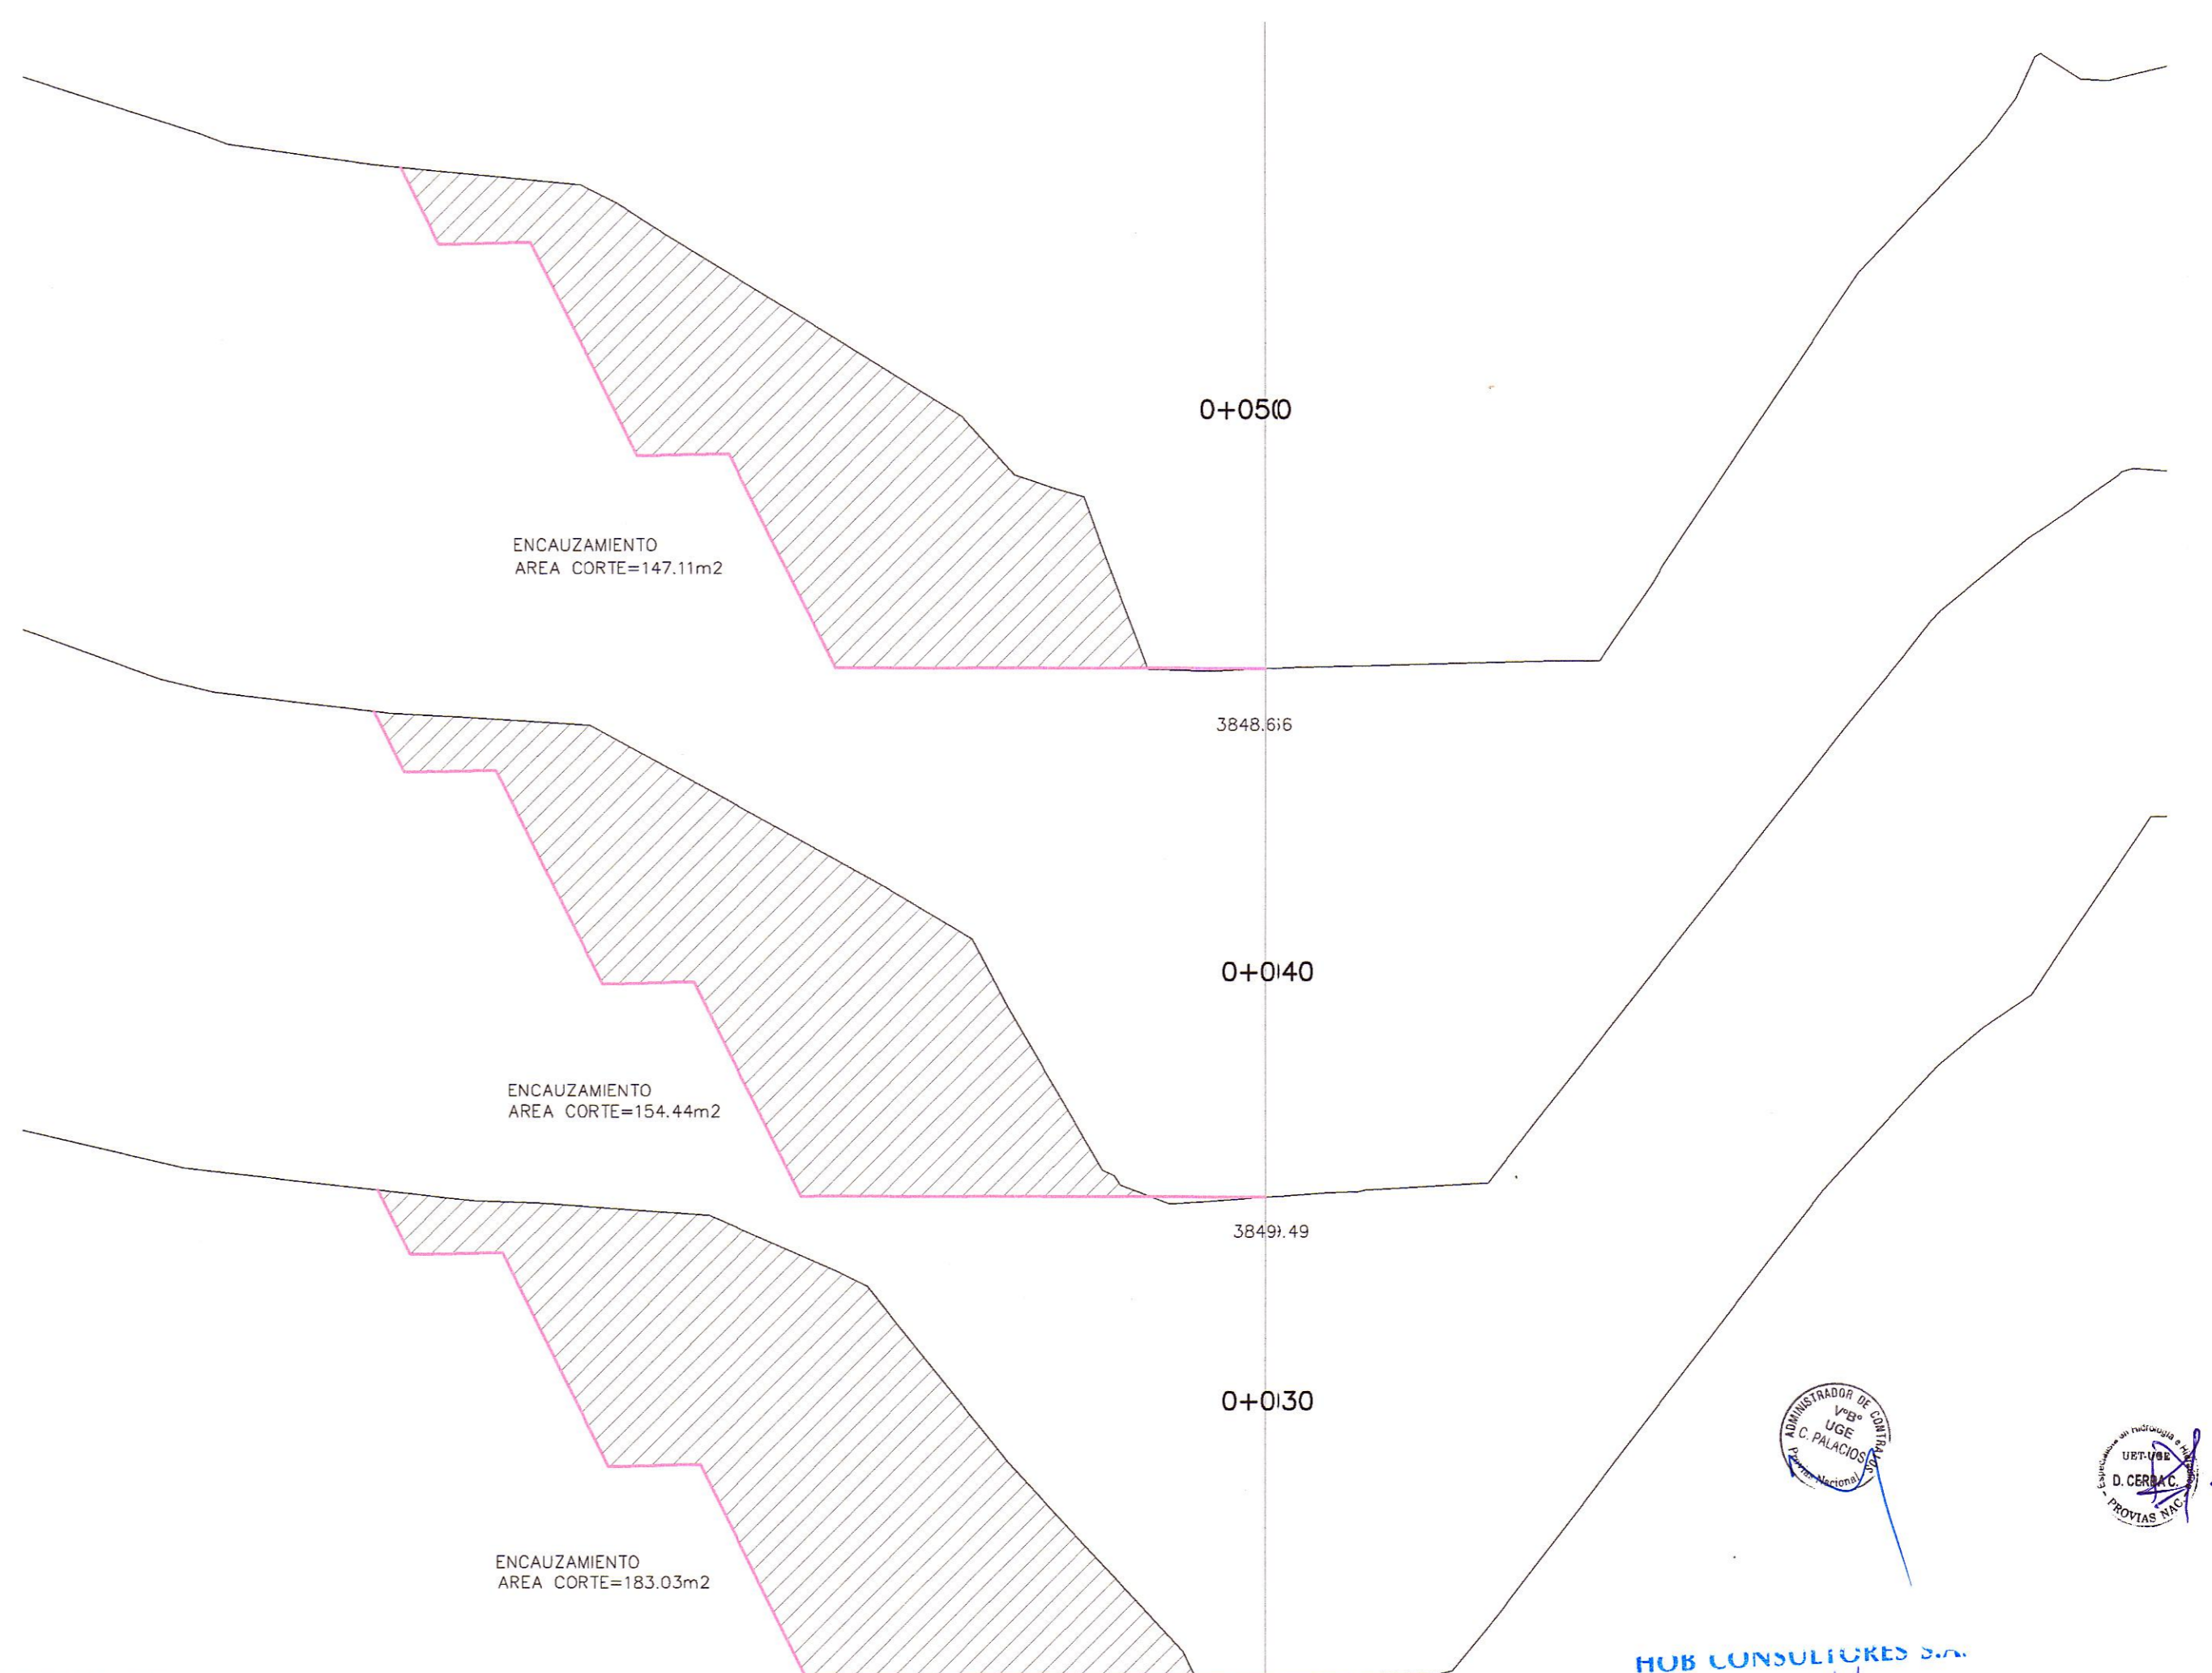 0+050
ENCAUZAMIENTO
AREA CORTE=147.11m2
3848.66
0+040
ENCAUZAMIENTO
AREA CORTE=154.44m2
3849.49
0+030
ENCAUZAMIENTO
AREA CORTE=183.03m2
ADMINISTRADOR DE CONTRATOS
V°B°
UGE
C. PALACIOS
Provias Nacional
UET-UGE
D. CERRA C.
PROVIAS NAC.
HOB CONSULTORES S.A.